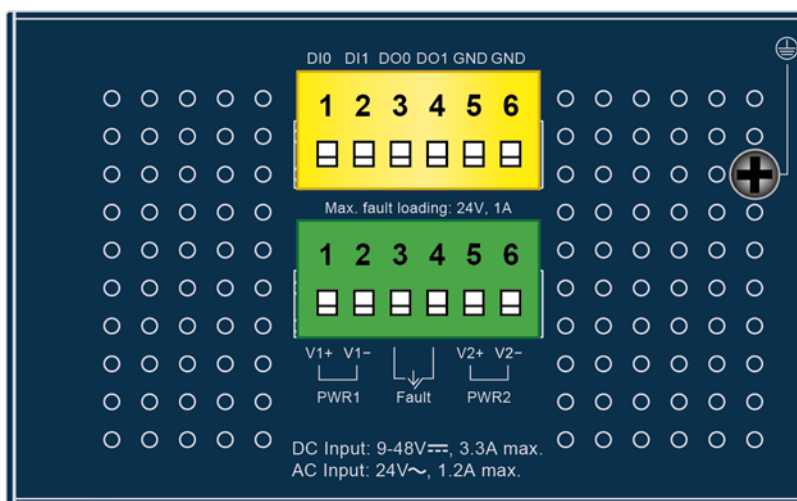 DI0 DI1 DO0 DO1 GND GND
1 2 3 4 5 6
Max. fault loading: 24V, 1A
1 2 3 4 5 6
V1+ V1− V2+ V2−
PWR1 Fault PWR2
DC Input: 9-48V⎓, 3.3A max.
AC Input: 24V∿, 1.2A max.